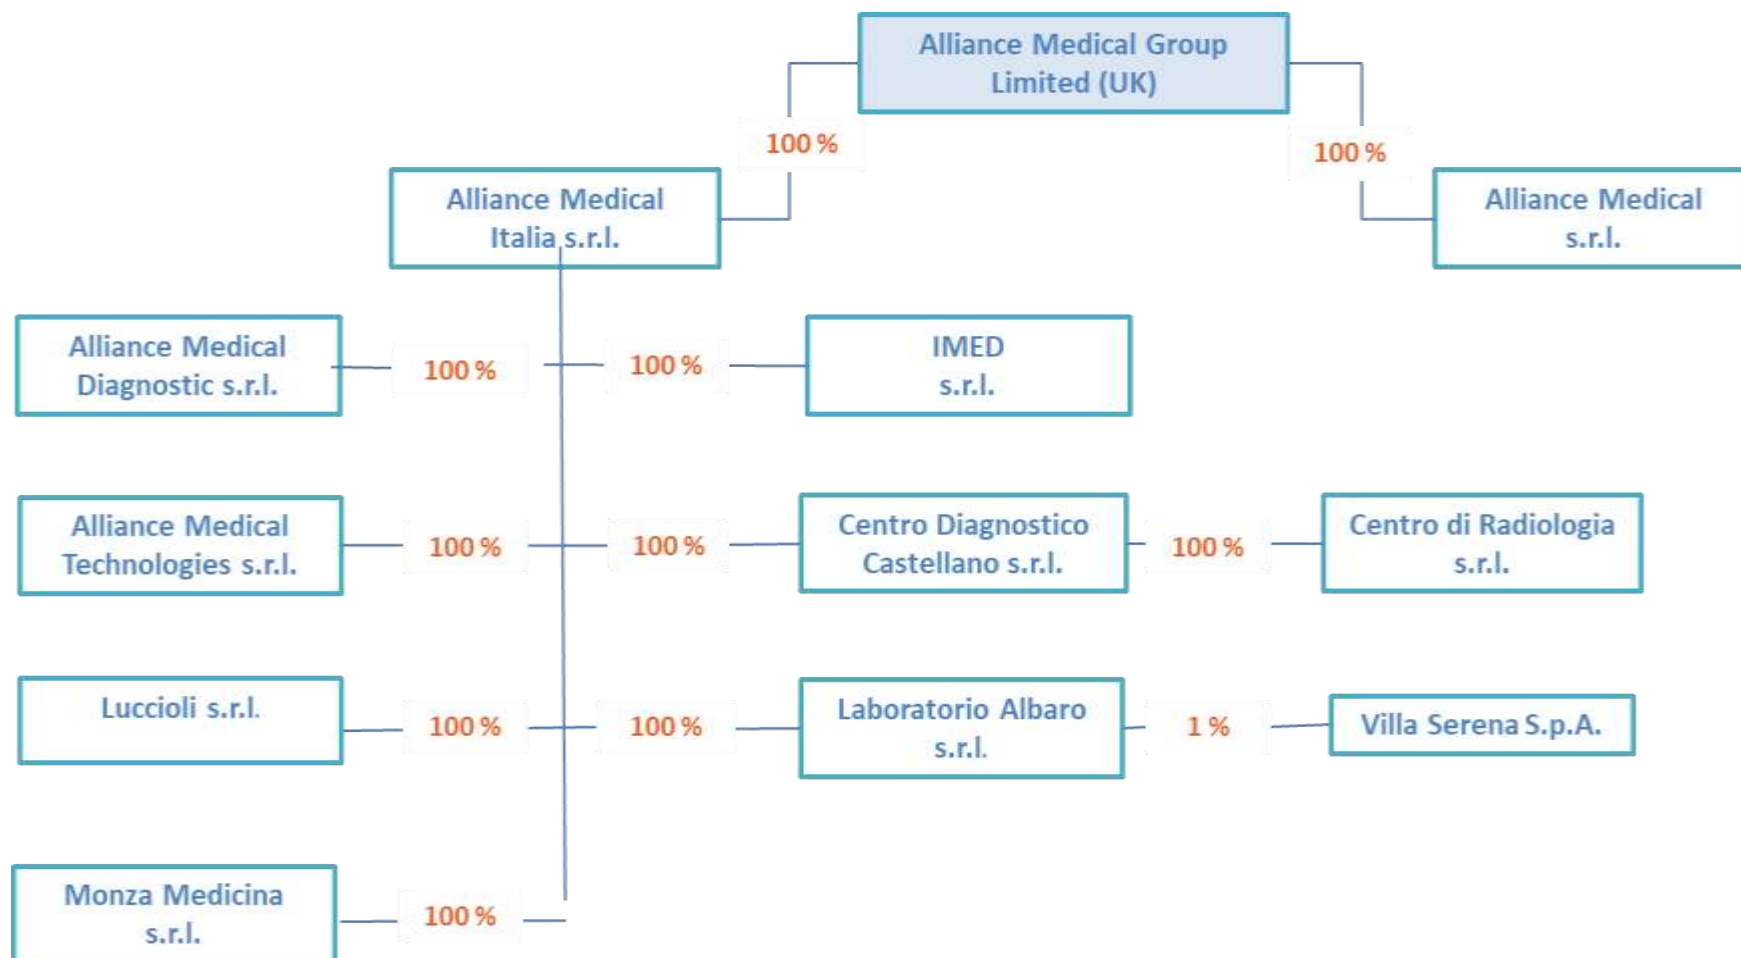 Alliance Medical Group
Limited (UK)
100 %
100 %
Alliance Medical
Italia s.r.l.
Alliance Medical
s.r.l.
Alliance Medical
Diagnostic s.r.l.
100 %
100 %
IMED
s.r.l.
Alliance Medical
Technologies s.r.l.
100 %
100 %
Centro Diagnostico
Castellano s.r.l.
100 %
Centro di Radiologia
s.r.l.
Luccioli s.r.l.
100 %
100 %
Laboratorio Albaro
s.r.l.
1 %
Villa Serena S.p.A.
Monza Medicina
s.r.l.
100 %